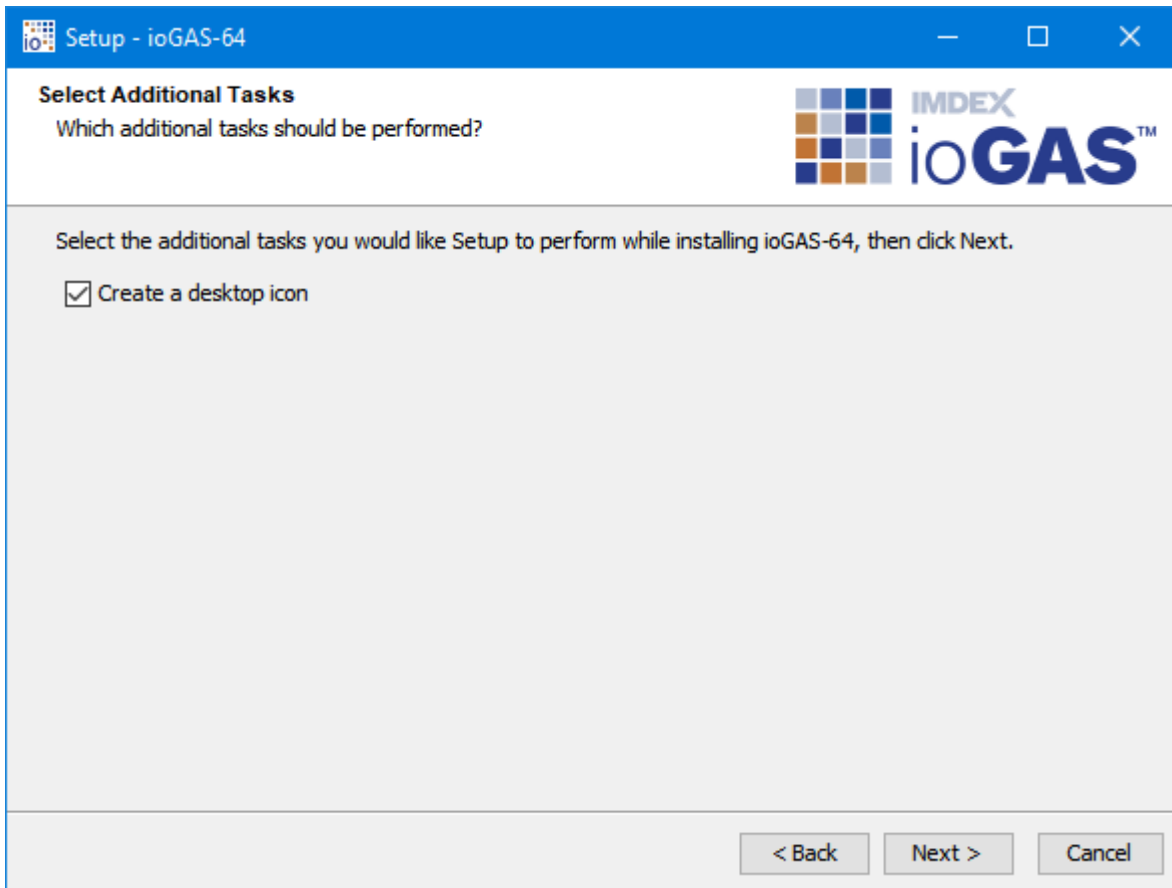 Setup - ioGAS-64
Select Additional Tasks
Which additional tasks should be performed?
IMDEX
ioGAS™
Select the additional tasks you would like Setup to perform while installing ioGAS-64, then click Next.
Create a desktop icon
< Back Next > Cancel